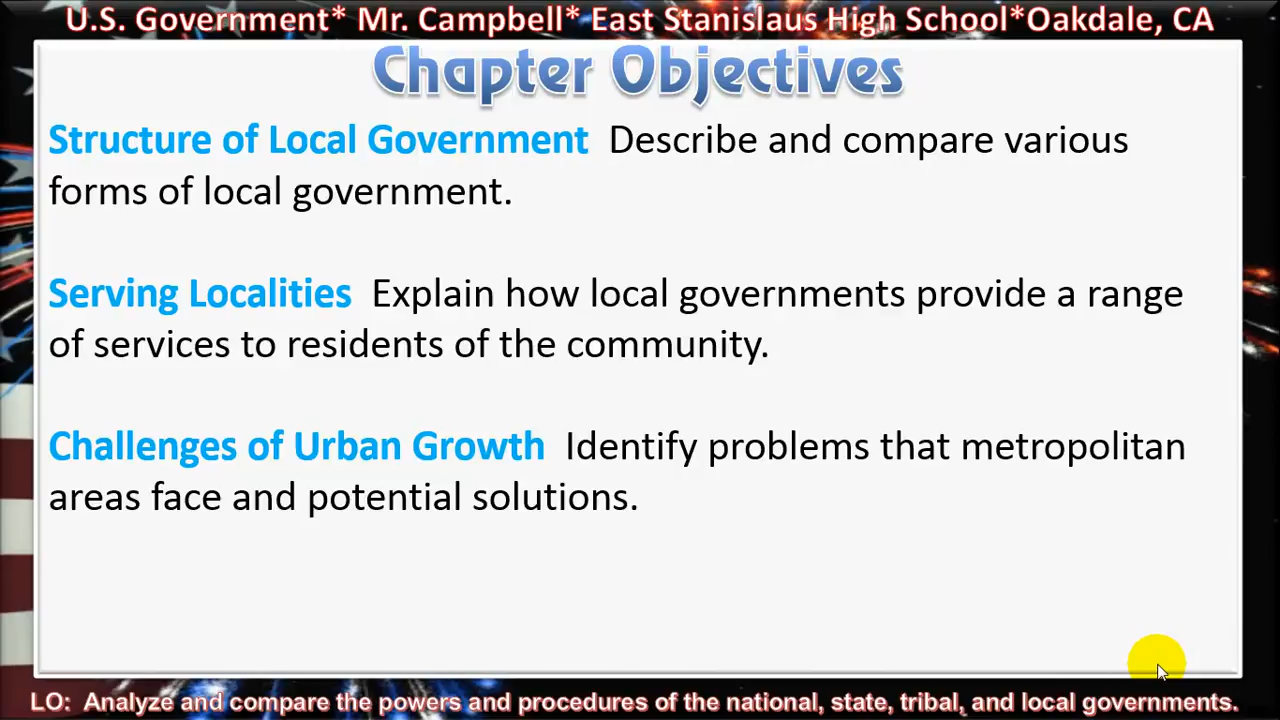 U.S. Government* Mr. Campbell* East Stanislaus High School*Oakdale, CA
Chapter Objectives
Structure of Local Government Describe and compare various
forms of local government.
Serving Localities Explain how local governments provide a range
of services to residents of the community.
Challenges of Urban Growth Identify problems that metropolitan
areas face and potential solutions.
LO: Analyze and compare the powers and procedures of the national, state, tribal, and local governments.